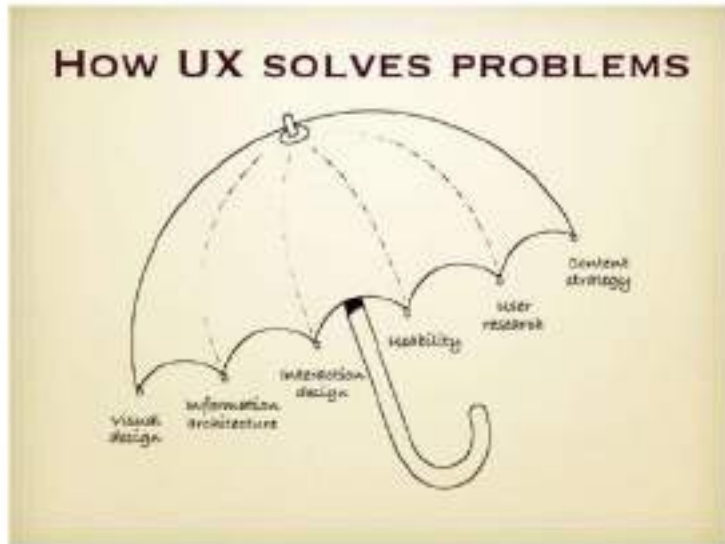 HOW UX SOLVES PROBLEMS
Visual
design
Information
architecture
Interaction
design
Usability
User
research
Content
strategy